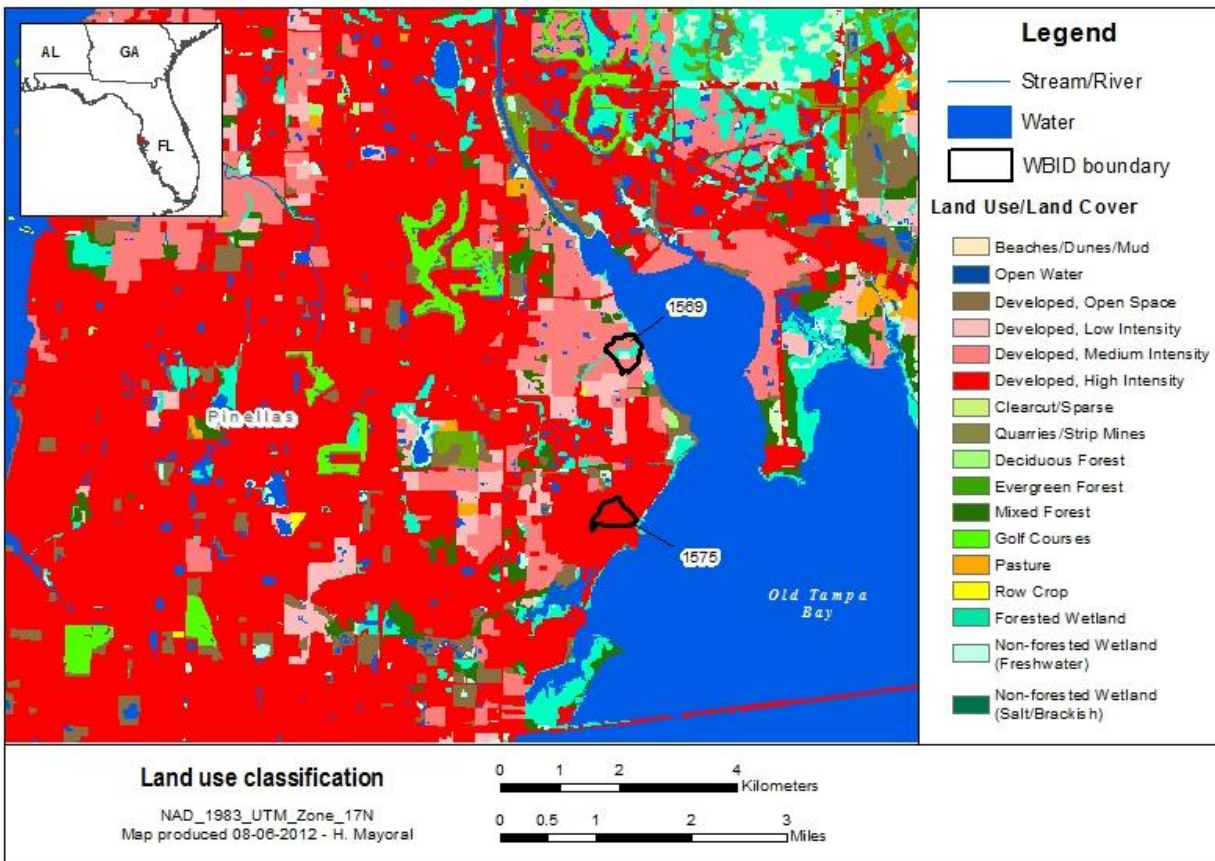 AL
GA
FL
Pinellas
1569
1575
Old Tampa
Bay
Legend
Stream/River
Water
WBID boundary
Land Use/Land Cover
Beaches/Dunes/Mud
Open Water
Developed, Open Space
Developed, Low Intensity
Developed, Medium Intensity
Developed, High Intensity
Clearcut/Sparse
Quarries/Strip Mines
Deciduous Forest
Evergreen Forest
Mixed Forest
Golf Courses
Pasture
Row Crop
Forested Wetland
Non-forested Wetland
(Freshwater)
Non-forested Wetland
(Salt/Brackish)
Land use classification
NAD_1983_UTM_Zone_17N
Map produced 08-06-2012 - H. Mayoral
0 1 2 4
Kilometers
0 0.5 1 2 3
Miles